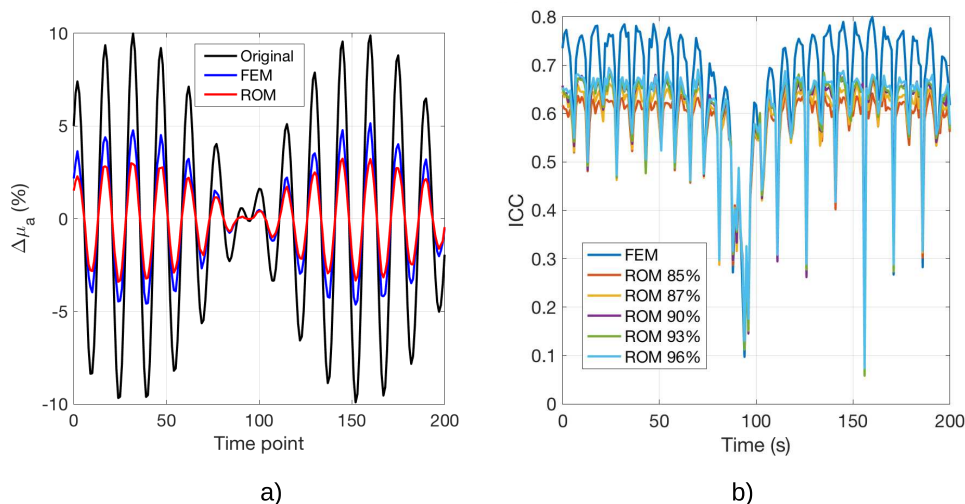 10
5
0
-5
-10
Δμa (%)
0
50
100
150
200
Time point
Original
FEM
ROM
a)
0.8
0.7
0.6
0.5
0.4
0.3
0.2
0.1
0
ICC
0
50
100
150
200
Time (s)
FEM
ROM 85%
ROM 87%
ROM 90%
ROM 93%
ROM 96%
b)